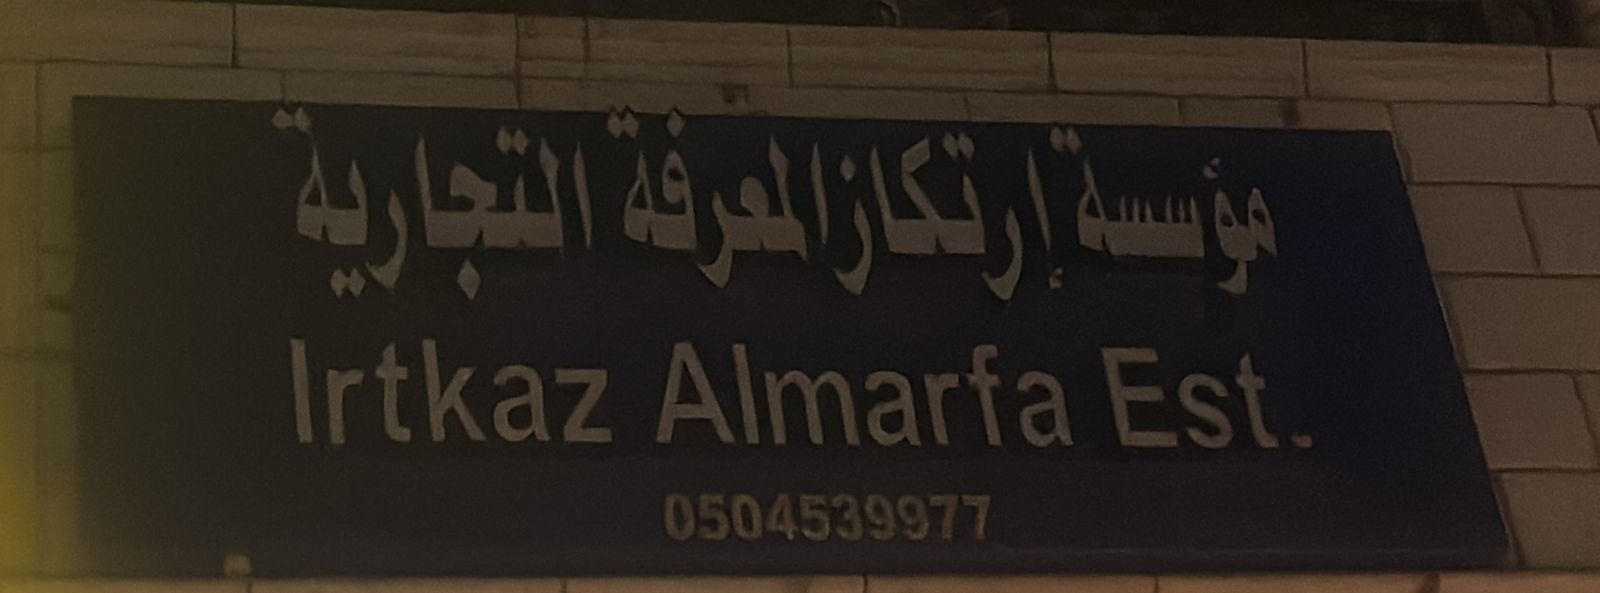 مؤسسة إرتكاز المعرفة التجارية
Irtkaz Almarfa Est.
0504539977